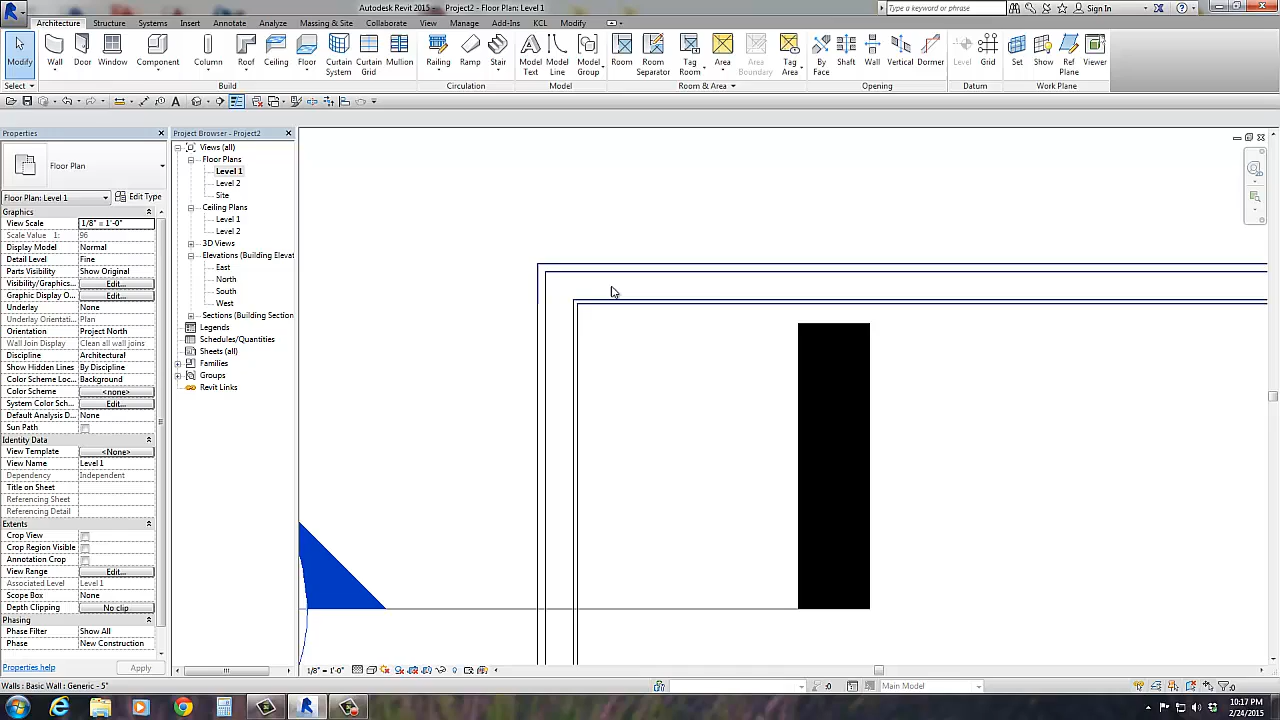 Autodesk Revit 2015 - Project2 - Floor Plan: Level 1
Type a keyword or phrase
Sign In
Architecture Structure Systems Insert Annotate Analyze Massing & Site Collaborate View Manage Add-Ins KCL Modify
Modify Wall Door Window Component Column Roof Ceiling Floor Curtain System Curtain Grid Mullion Railing Ramp Stair Model Text Model Line Model Group Room Room Separator Tag Room Area Area Boundary Tag Area By Face Shaft Wall Vertical Dormer Level Grid Set Show Ref Plane Viewer
Select Build Circulation Model Room & Area Opening Datum Work Plane
Properties
Floor Plan
Floor Plan: Level 1 Edit Type
Graphics
View Scale 1/8" = 1'-0"
Scale Value 1: 96
Display Model Normal
Detail Level Fine
Parts Visibility Show Original
Visibility/Graphics... Edit...
Graphic Display O... Edit...
Underlay None
Underlay Orientati... Plan
Orientation Project North
Wall Join Display Clean all wall joins
Discipline Architectural
Show Hidden Lines By Discipline
Color Scheme Loc... Background
Color Scheme <none>
System Color Sch... Edit...
Default Analysis D... None
Sun Path
Identity Data
View Template <None>
View Name Level 1
Dependency Independent
Title on Sheet
Referencing Sheet
Referencing Detail
Extents
Crop View
Crop Region Visible
Annotation Crop
View Range Edit...
Associated Level Level 1
Scope Box None
Depth Clipping No clip
Phasing
Phase Filter Show All
Phase New Construction
Properties help Apply
Project Browser - Project2
Views (all)
Floor Plans
Level 1
Level 2
Site
Ceiling Plans
Level 1
Level 2
3D Views
Elevations (Building Elevat
East
North
South
West
Sections (Building Section
Legends
Schedules/Quantities
Sheets (all)
Families
Groups
Revit Links
1/8" = 1'-0"
Walls : Basic Wall : Generic - 5"
:0
Main Model
:0
10:17 PM
2/24/2015